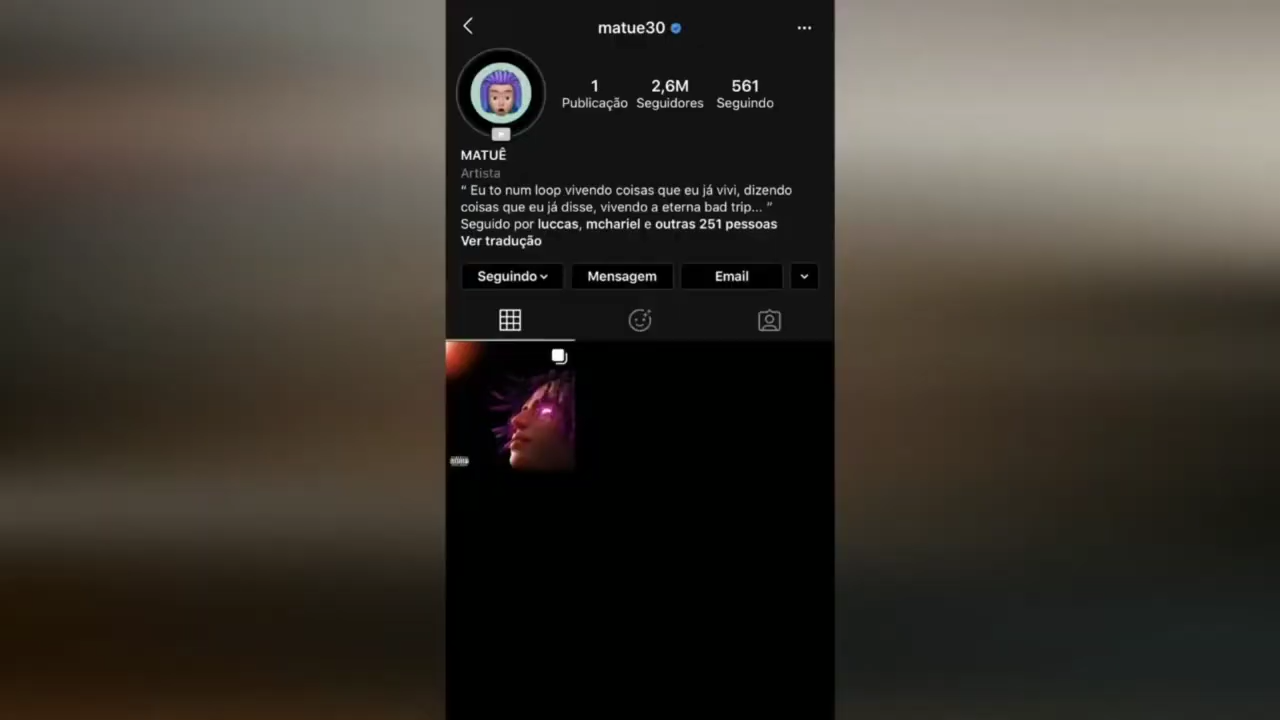 matue30
1 2,6M 561
Publicação Seguidores Seguindo
MATUÊ
Artista
“ Eu to num loop vivendo coisas que eu já vivi, dizendo
coisas que eu já disse, vivendo a eterna bad trip... ”
Seguido por luccas, mchariel e outras 251 pessoas
Ver tradução
Seguindo Mensagem Email